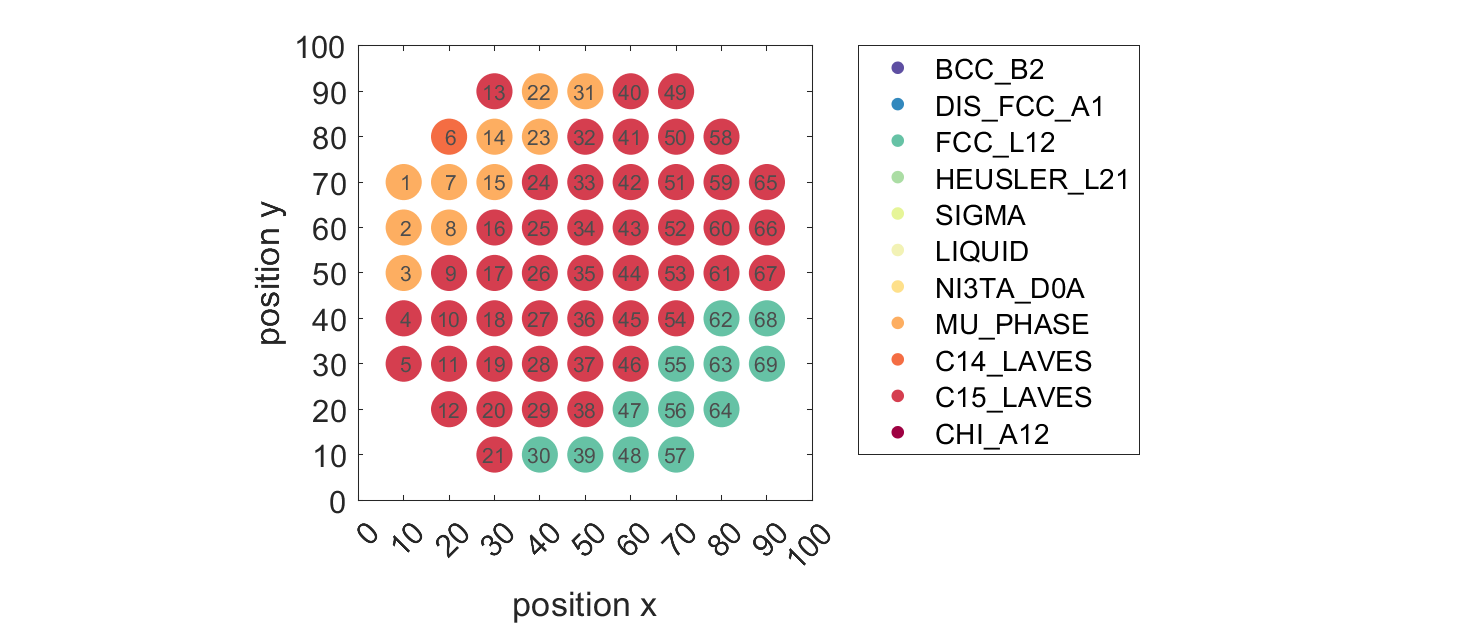 100
90
80
70
60
50
40
30
20
10
0
position y
13 22 31 40 49
6 14 23 32 41 50 58
1 7 15 24 33 42 51 59 65
2 8 16 25 34 43 52 60 66
3 9 17 26 35 44 53 61 67
4 10 18 27 36 45 54 62 68
5 11 19 28 37 46 55 63 69
12 20 29 38 47 56 64
21 30 39 48 57
0 10 20 30 40 50 60 70 80 90 100
position x
BCC_B2
DIS_FCC_A1
FCC_L12
HEUSLER_L21
SIGMA
LIQUID
NI3TA_D0A
MU_PHASE
C14_LAVES
C15_LAVES
CHI_A12